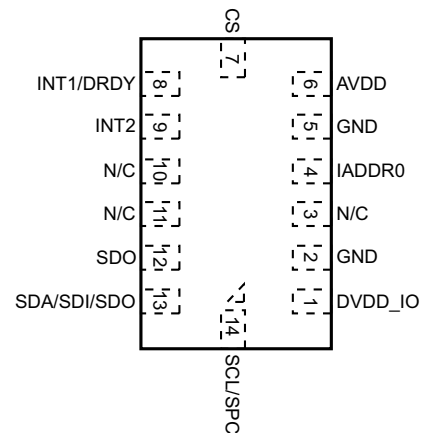 CS
7
INT1/DRDY 8 6 AVDD
INT2 9 5 GND
N/C 10 4 IADDR0
N/C 11 3 N/C
SDO 12 2 GND
SDA/SDI/SDO 13 1 DVDD_IO
14
SCL/SPC